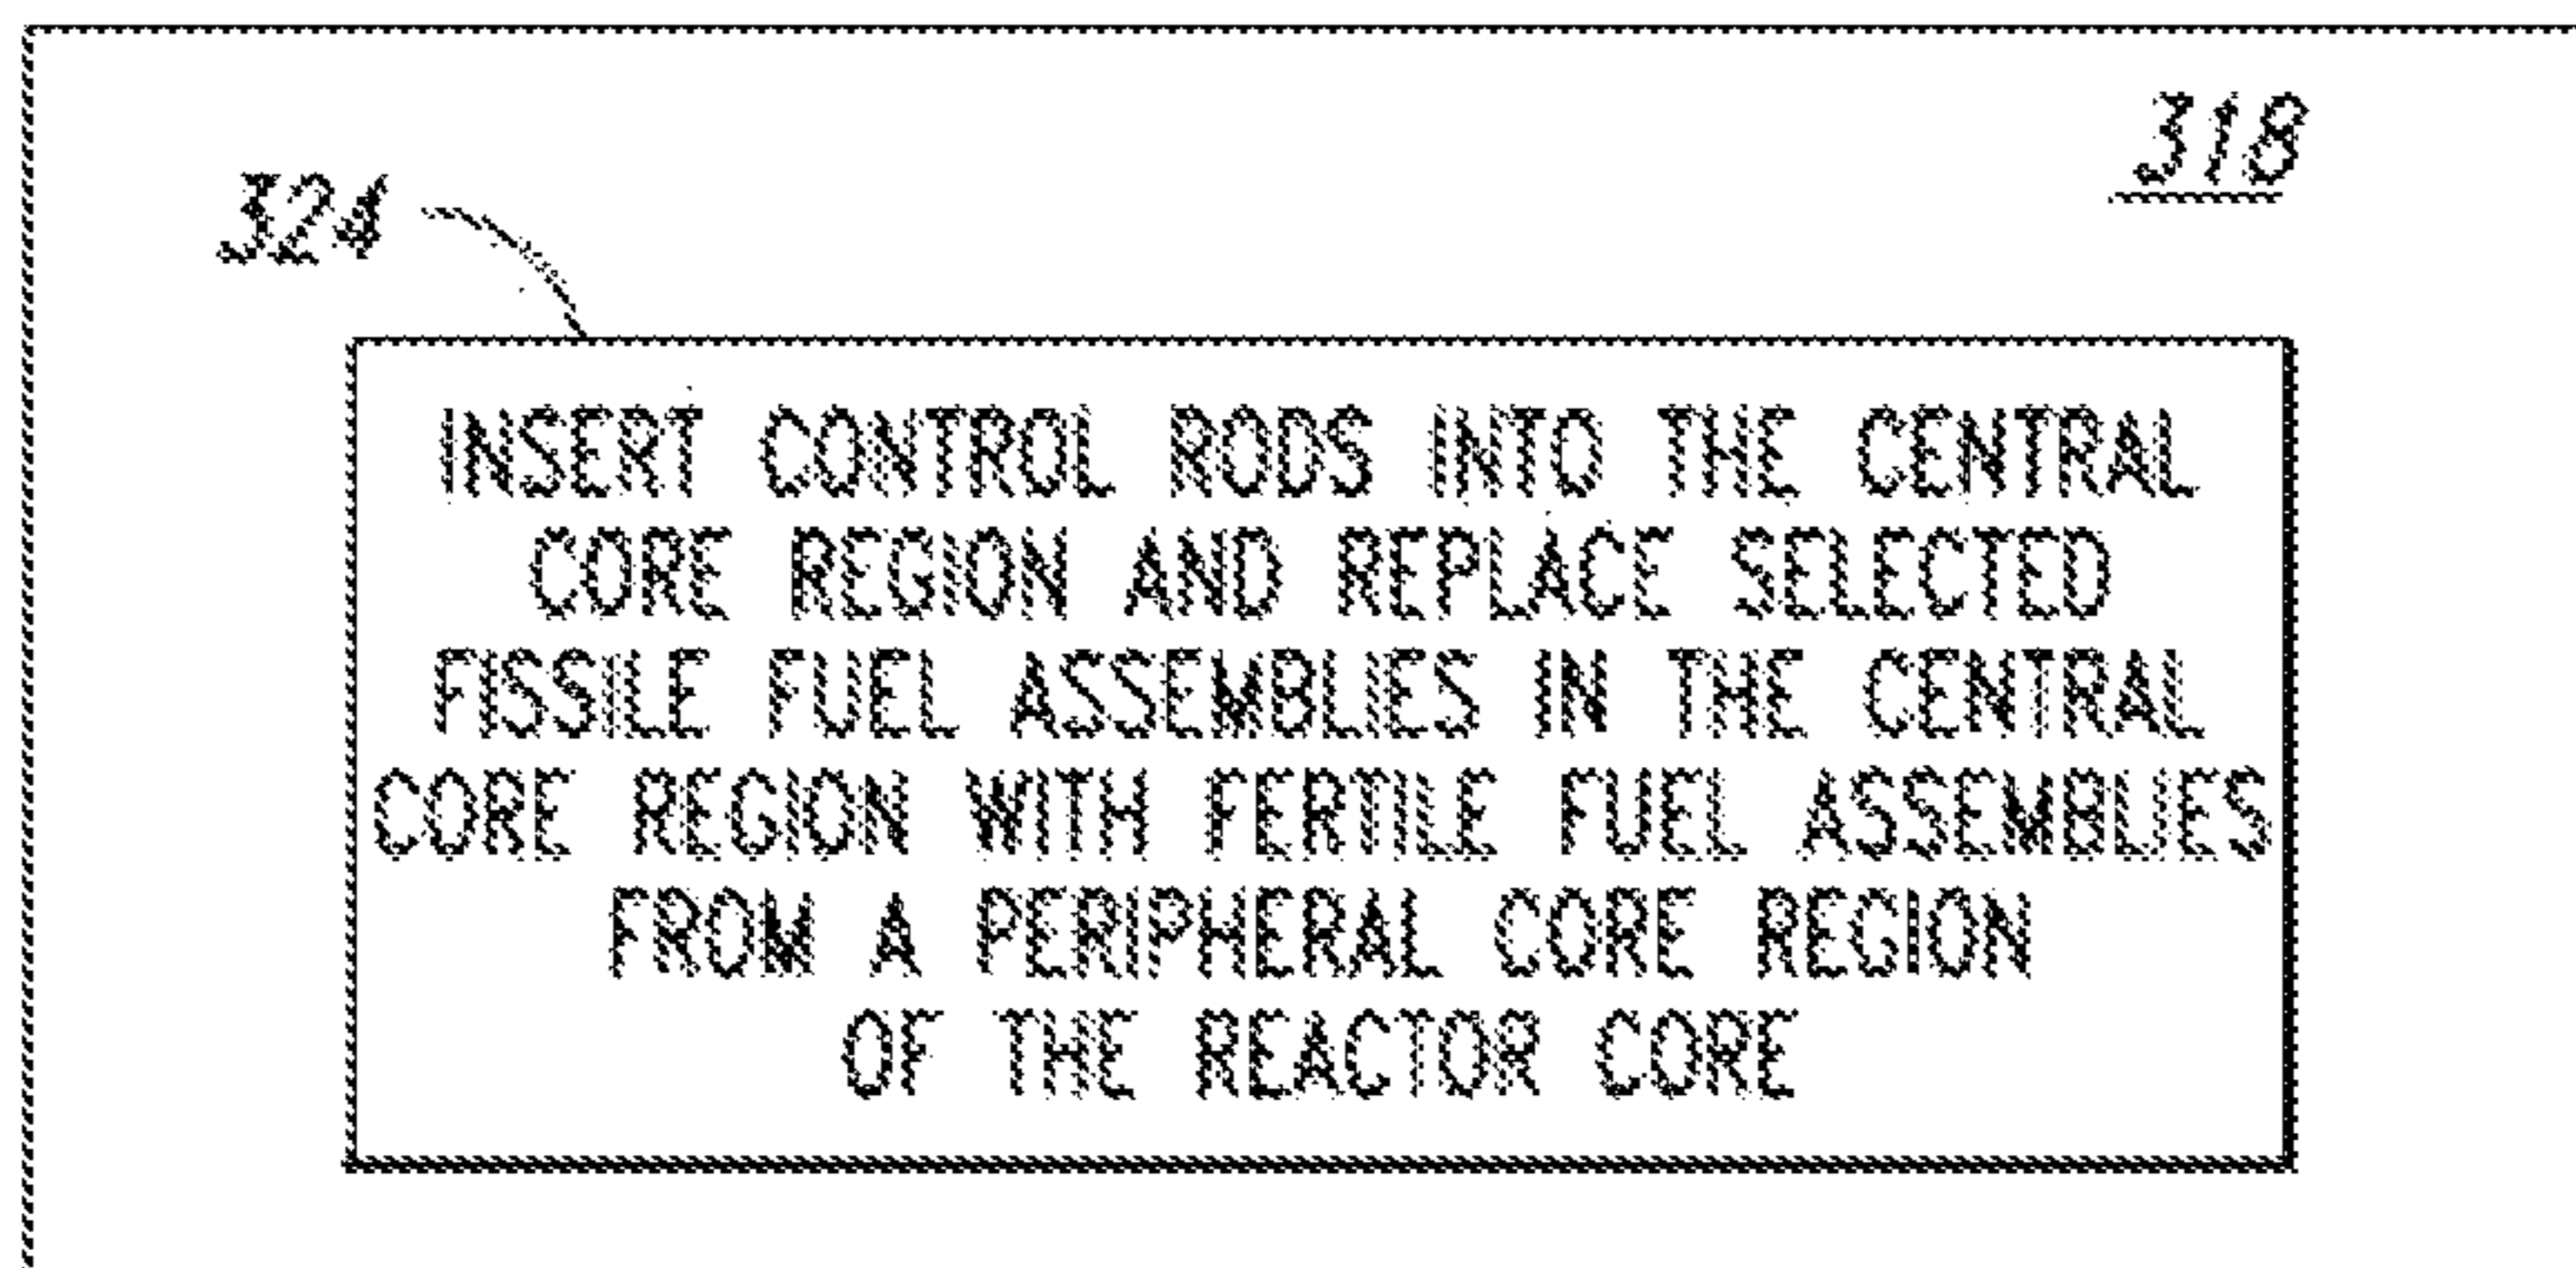 318
324
INSERT CONTROL RODS INTO THE CENTRAL
CORE REGION AND REPLACE SELECTED
FISSILE FUEL ASSEMBLIES IN THE CENTRAL
CORE REGION WITH FERTILE FUEL ASSEMBLIES
FROM A PERIPHERAL CORE REGION
OF THE REACTOR CORE